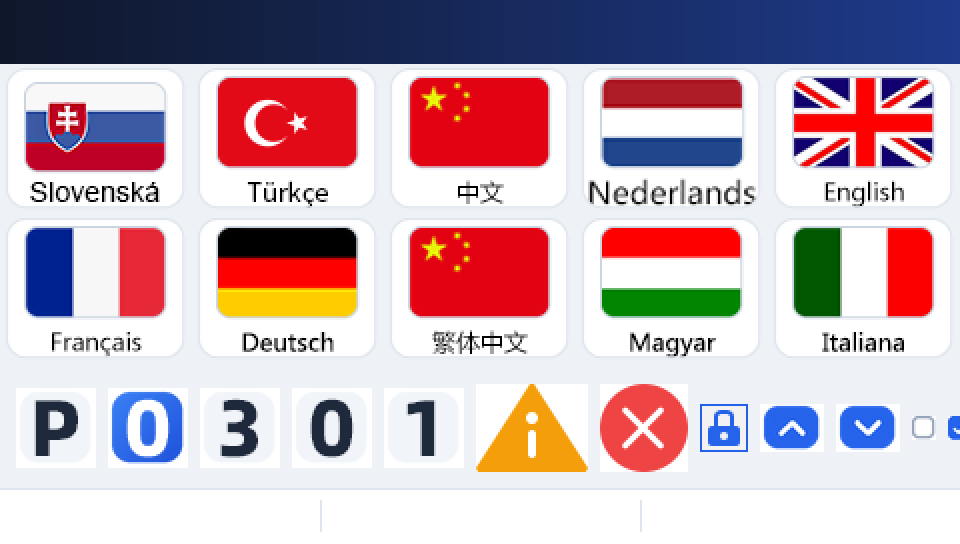 Slovenská Türkçe 中文 Nederlands English
Français Deutsch 繁体中文 Magyar Italiana
P 0 3 0 1